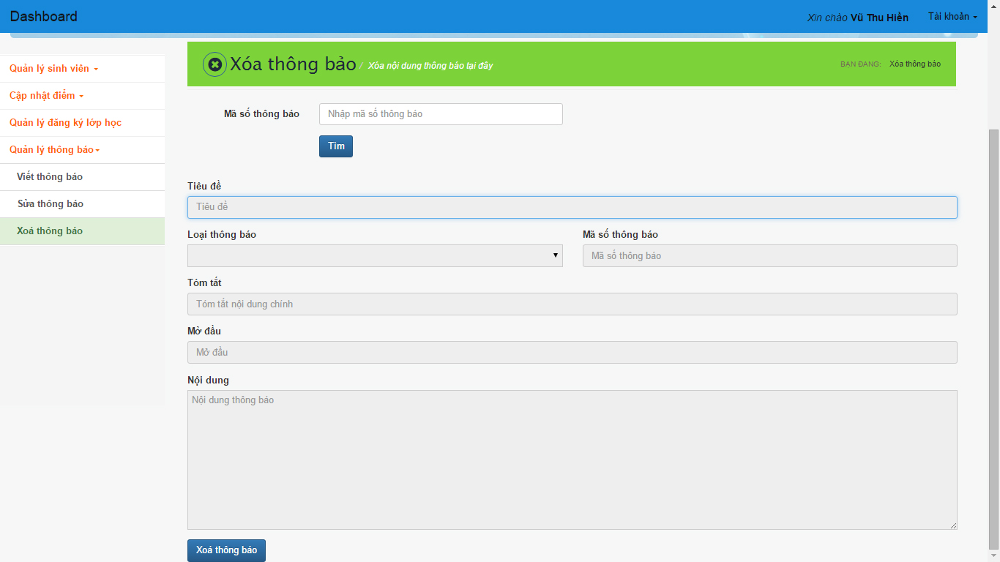 Dashboard
Xin chào Vũ Thu Hiền
Tài khoản
Quản lý sinh viên
Cập nhật điểm
Quản lý đăng ký lớp học
Quản lý thông báo
Viết thông báo
Sửa thông báo
Xoá thông báo
Xóa thông bảo / Xóa nội dung thông báo tại đây
BẠN ĐANG: Xóa thông báo
Mã số thông báo
Nhập mã số thông báo
Tìm
Tiêu đề
Tiêu đề
Loại thông báo
Mã số thông báo
Mã số thông báo
Tóm tắt
Tóm tắt nội dung chính
Mở đầu
Mở đầu
Nội dung
Nội dung thông báo
Xoá thông báo